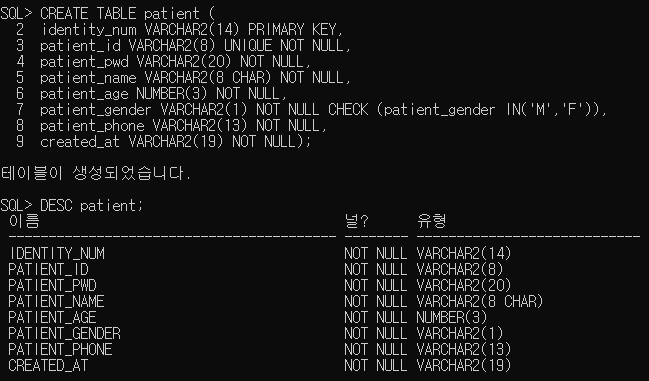 SQL> CREATE TABLE patient (
  2  identity_num VARCHAR2(14) PRIMARY KEY,
  3  patient_id VARCHAR2(8) UNIQUE NOT NULL,
  4  patient_pwd VARCHAR2(20) NOT NULL,
  5  patient_name VARCHAR2(8 CHAR) NOT NULL,
  6  patient_age NUMBER(3) NOT NULL,
  7  patient_gender VARCHAR2(1) NOT NULL CHECK (patient_gender IN('M','F')),
  8  patient_phone VARCHAR2(13) NOT NULL,
  9  created_at VARCHAR2(19) NOT NULL);
테이블이 생성되었습니다.
SQL> DESC patient;
 이름                                      널?      유형
 ----------------------------------------- -------- ----------------------------
 IDENTITY_NUM                              NOT NULL VARCHAR2(14)
 PATIENT_ID                                NOT NULL VARCHAR2(8)
 PATIENT_PWD                               NOT NULL VARCHAR2(20)
 PATIENT_NAME                              NOT NULL VARCHAR2(8 CHAR)
 PATIENT_AGE                               NOT NULL NUMBER(3)
 PATIENT_GENDER                            NOT NULL VARCHAR2(1)
 PATIENT_PHONE                             NOT NULL VARCHAR2(13)
 CREATED_AT                                NOT NULL VARCHAR2(19)